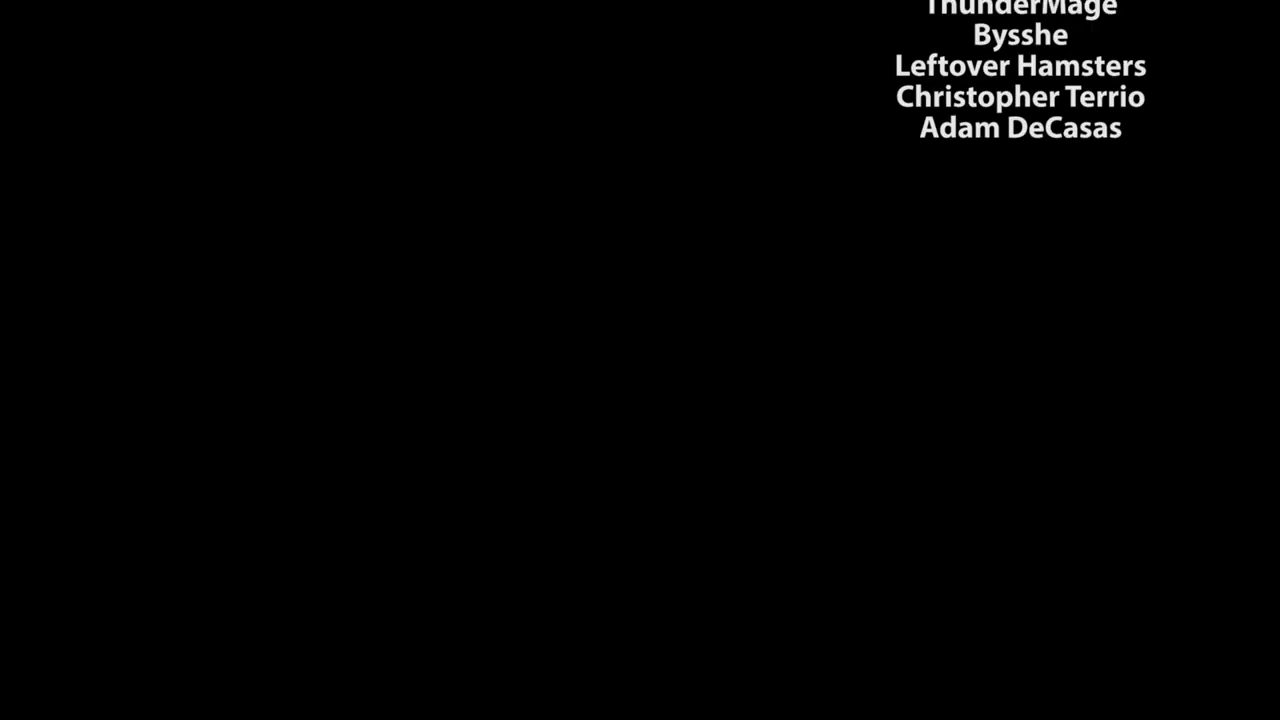 ThunderMage
Bysshe
Leftover Hamsters
Christopher Terrio
Adam DeCasas